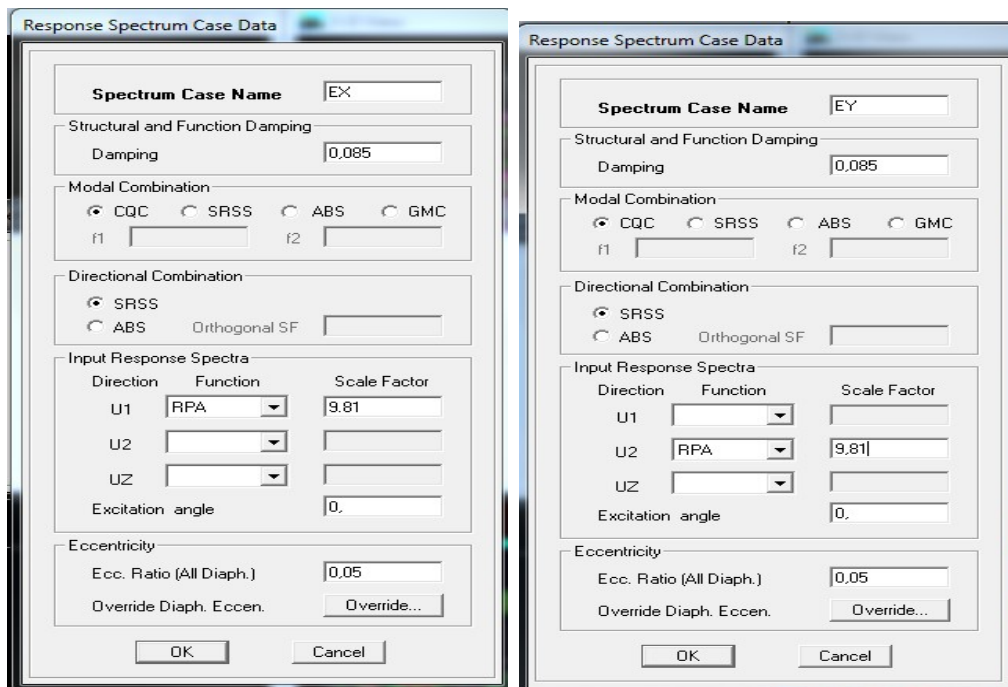 Response Spectrum Case Data
Spectrum Case Name EX
Structural and Function Damping
Damping 0,085
Modal Combination
CQC SRSS ABS GMC
f1 f2
Directional Combination
SRSS
ABS Orthogonal SF
Input Response Spectra
Direction Function Scale Factor
U1 RPA 9.81
U2
UZ
Excitation angle 0,
Eccentricity
Ecc. Ratio (All Diaph.) 0,05
Override Diaph. Eccen. Override...
OK Cancel
Response Spectrum Case Data
Spectrum Case Name EY
Structural and Function Damping
Damping 0,085
Modal Combination
CQC SRSS ABS GMC
f1 f2
Directional Combination
SRSS
ABS Orthogonal SF
Input Response Spectra
Direction Function Scale Factor
U1
U2 RPA 9,81
UZ
Excitation angle 0,
Eccentricity
Ecc. Ratio (All Diaph.) 0,05
Override Diaph. Eccen. Override...
OK Cancel